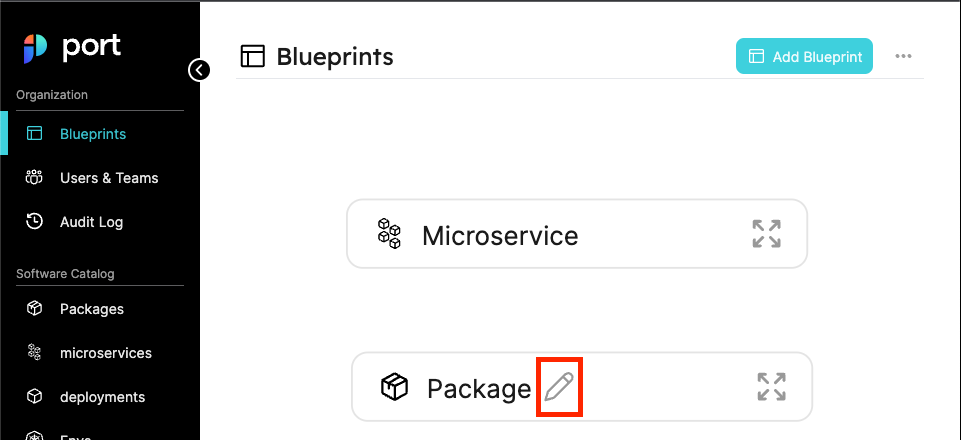 port
Organization
Blueprints
Users & Teams
Audit Log
Software Catalog
Packages
microservices
deployments
Envs
Blueprints
Add Blueprint
Microservice
Package